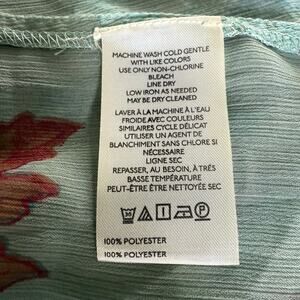 MACHINE WASH COLD GENTLE
WITH LIKE COLORS
USE ONLY NON-CHLORINE
BLEACH
LINE DRY
LOW IRON AS NEEDED
MAY BE DRY CLEANED
LAVER À LA MACHINE À L'EAU
FROIDE AVEC COULEURS
SIMILAIRES CYCLE DÉLICAT
UTILISER UN AGENT DE
BLANCHIMENT SANS CHLORE SI
NÉCESSAIRE
LIGNE SEC
REPASSER, AU BESOIN, À TRÈS
BASSE TEMPÉRATURE
PEUT-ÊTRE ÊTRE NETTOYÉE SEC
100% POLYESTER
100% POLYESTER